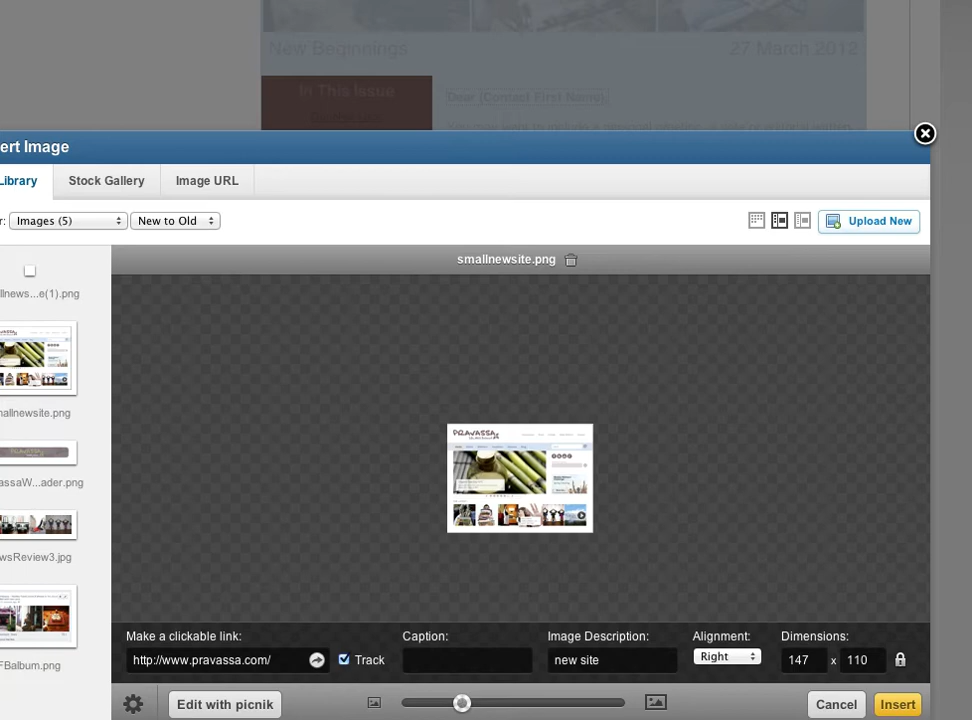 New Beginnings 27 March 2012
In This Issue
Dear [Contact First Name],
ert Image
Library Stock Gallery Image URL
r: Images (5) New to Old Upload New
smallnewsite.png
llnews...e(1).png
PRAVASSA
mallnewsite.png
assaW...ader.png
wsReview3.jpg
FBalbum.png
Make a clickable link: Caption: Image Description: Alignment: Dimensions:
http://www.pravassa.com/ Track new site Right 147 x 110
Edit with picnik Cancel Insert